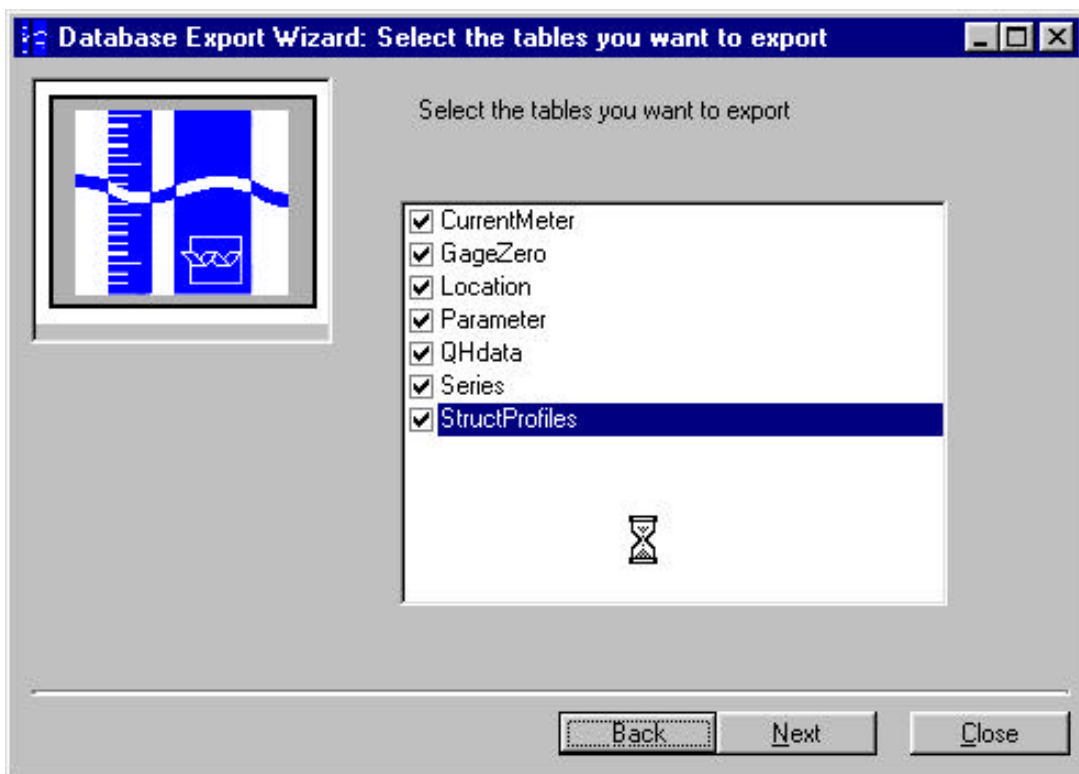 Database Export Wizard: Select the tables you want to export
Select the tables you want to export
CurrentMeter
GageZero
Location
Parameter
QHdata
Series
StructProfiles
Back Next Close